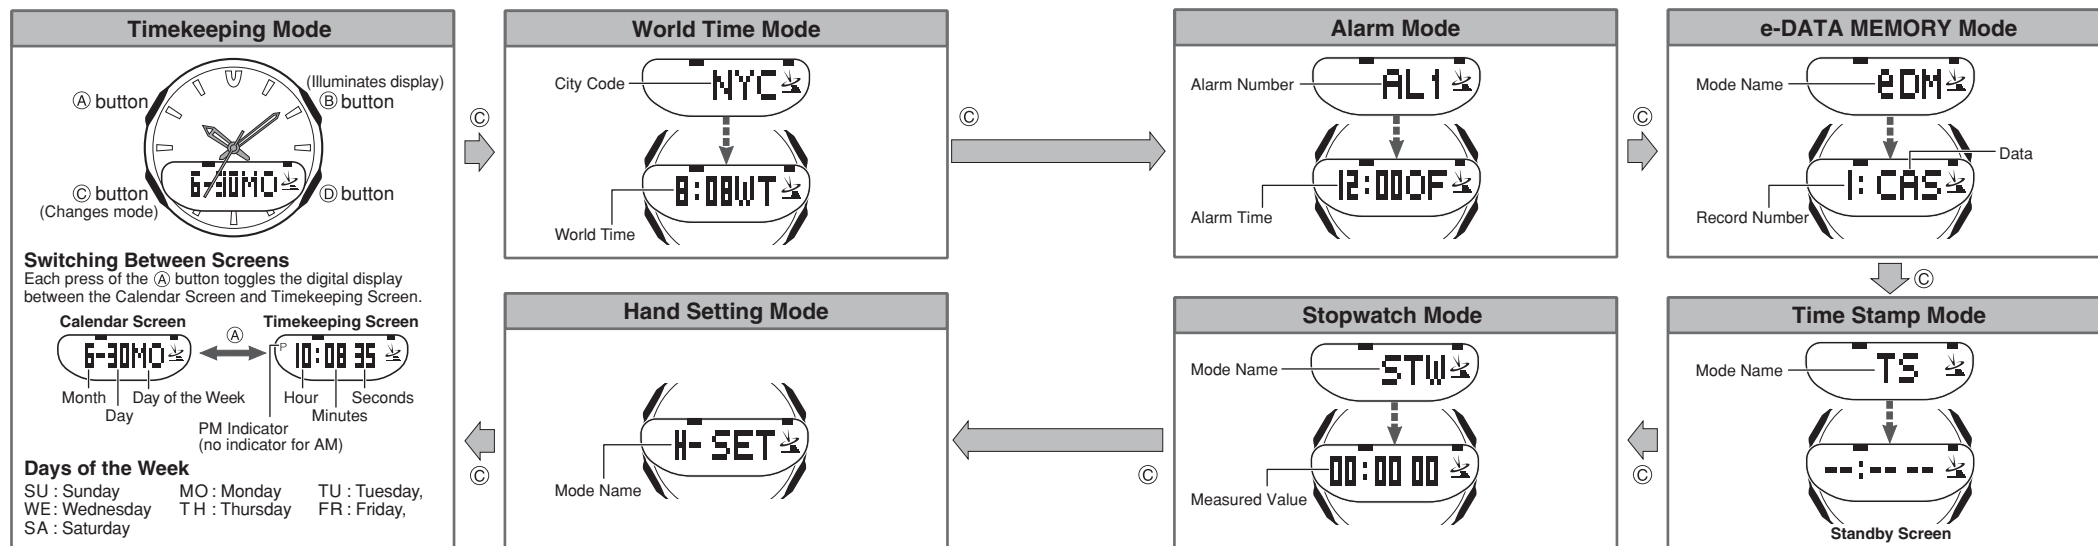 Timekeeping Mode
(Illuminates display)
Ⓐ button
Ⓑ button
6-30MO
Ⓒ button
(Changes mode)
Ⓓ button
Switching Between Screens
Each press of the Ⓐ button toggles the digital display
between the Calendar Screen and Timekeeping Screen.
Calendar Screen
Timekeeping Screen
Ⓐ
6-30MO
P 10:08 35
Month
Day
Day of the Week
Hour
Minutes
Seconds
PM Indicator
(no indicator for AM)
Days of the Week
SU : Sunday MO : Monday TU : Tuesday,
WE : Wednesday TH : Thursday FR : Friday,
SA : Saturday
Ⓒ
World Time Mode
City Code
NYC
8:08WT
World Time
Ⓒ
Alarm Mode
Alarm Number
AL1
12:00OF
Alarm Time
Ⓒ
e-DATA MEMORY Mode
Mode Name
eDM
Data
1: CAS
Record Number
Ⓒ
Time Stamp Mode
Mode Name
TS
--:-- --
Standby Screen
Ⓒ
Stopwatch Mode
Mode Name
STW
00:00 00
Measured Value
Ⓒ
Hand Setting Mode
H-SET
Mode Name
Ⓒ